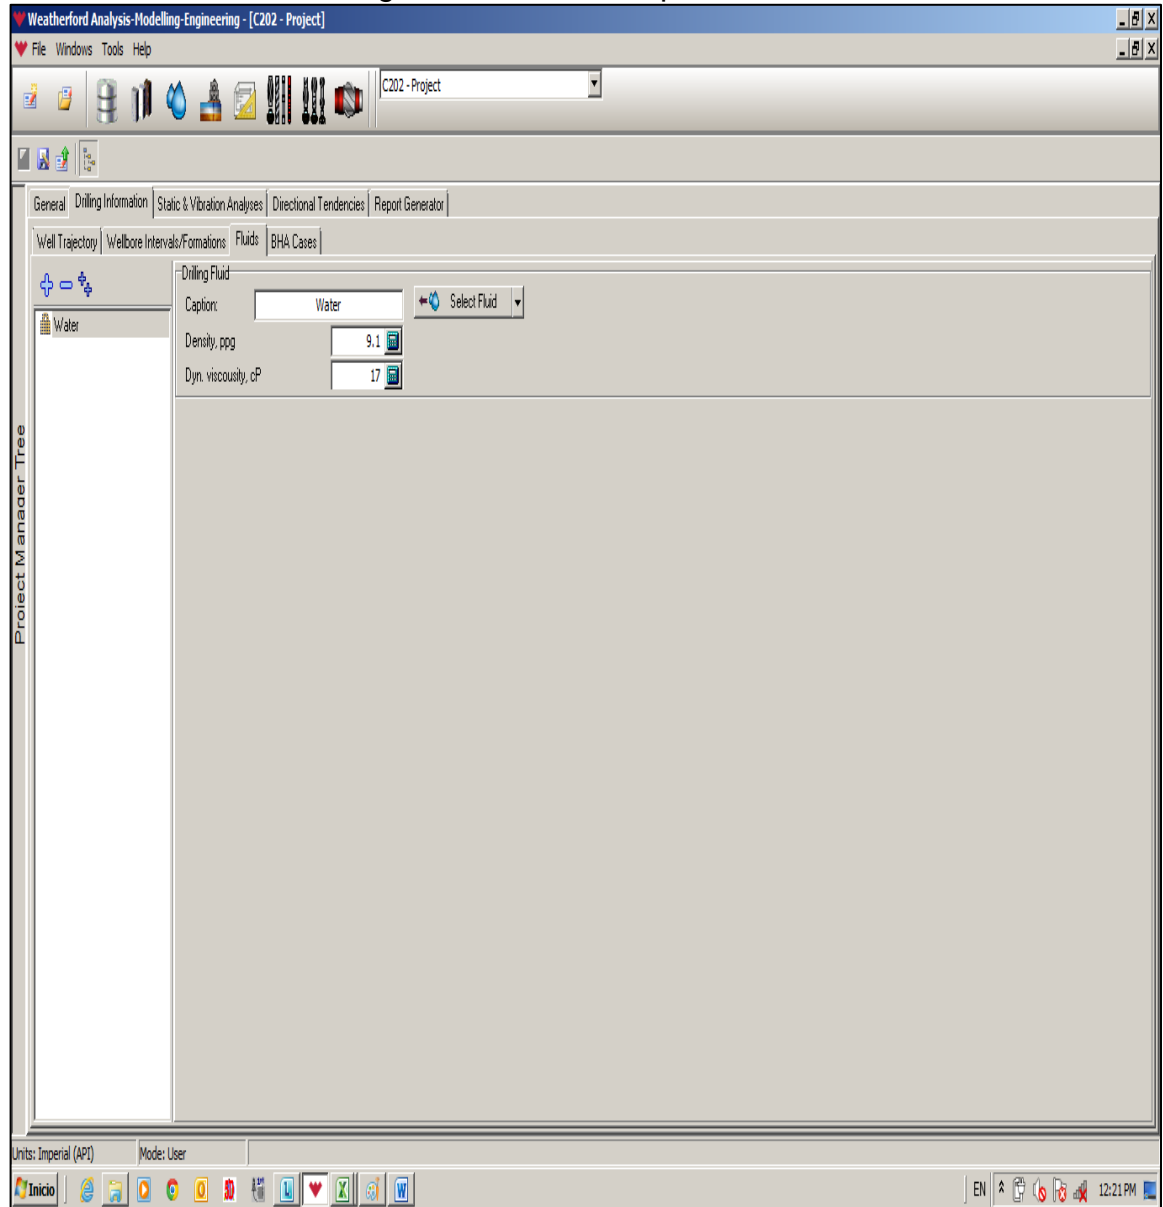 Weatherford Analysis-Modelling-Engineering - [C202 - Project]
File Windows Tools Help
C202 - Project
General Drilling Information Static & Vibration Analyses Directional Tendencies Report Generator
Well Trajectory Wellbore Intervals/Formations Fluids BHA Cases
Drilling Fluid
Caption: Water Select Fluid
Water
Density, ppg 9.1
Dyn. viscousity, cP 17
Project Manager Tree
Units: Imperial (API) Mode: User
Inicio EN 12:21 PM